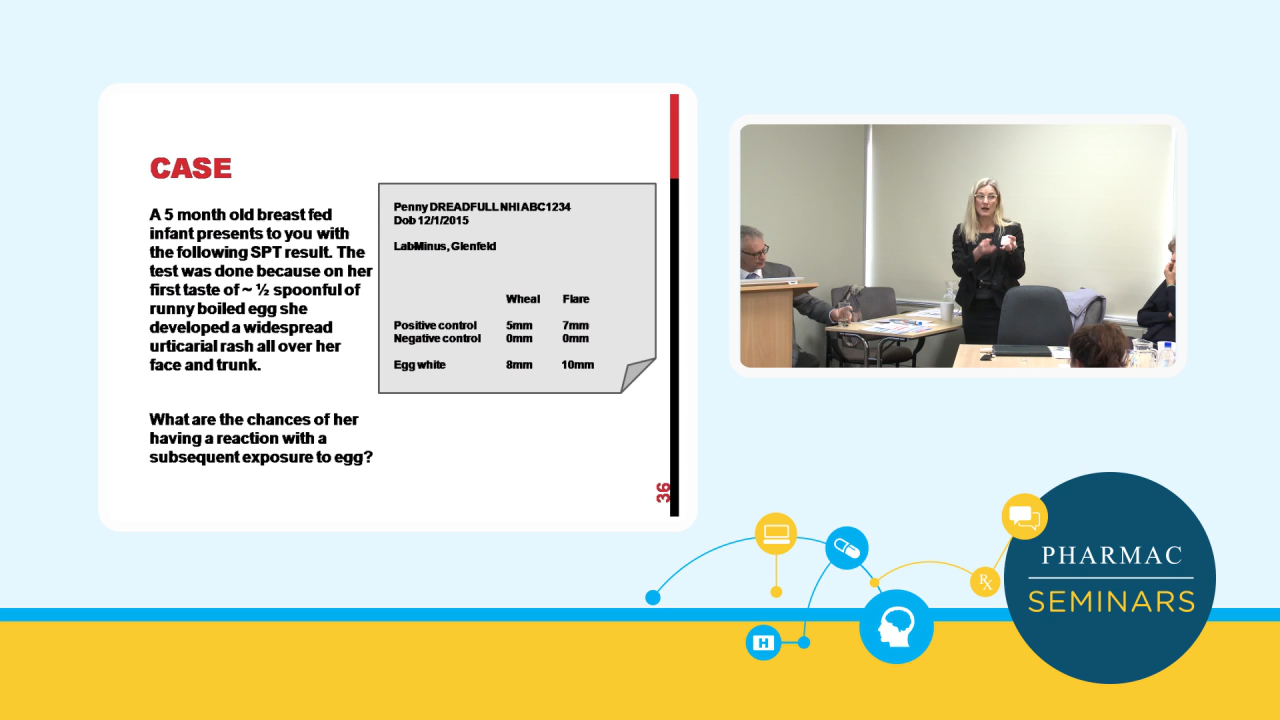 CASE
A 5 month old breast fed
infant presents to you with
the following SPT result. The
test was done because on her
first taste of ~ ½ spoonful of
runny boiled egg she
developed a widespread
urticarial rash all over her
face and trunk.
What are the chances of her
having a reaction with a
subsequent exposure to egg?
Penny DREADFULL NHI ABC1234
Dob 12/1/2015
LabMinus, Glenfeld
Wheal Flare
Positive control 5mm 7mm
Negative control 0mm 0mm
Egg white 8mm 10mm
36
H
Rx
PHARMAC
SEMINARS